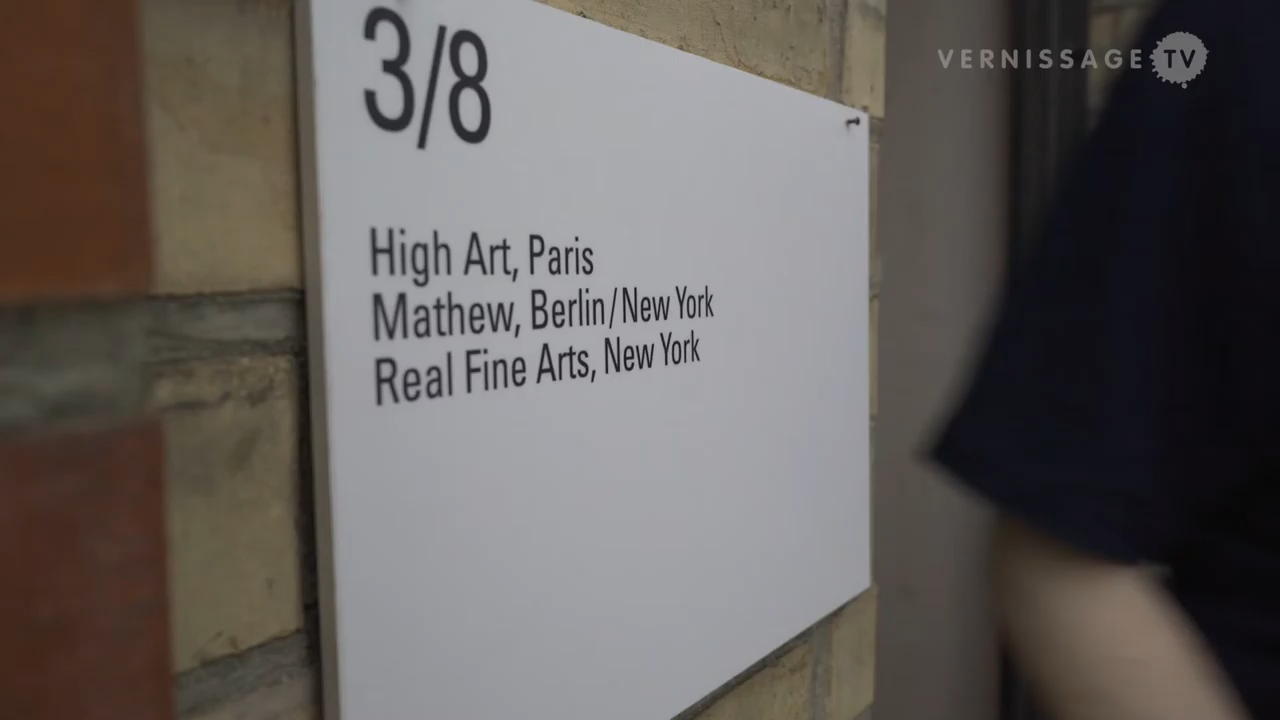 VERNISSAGE TV
3/8
High Art, Paris
Mathew, Berlin/New York
Real Fine Arts, New York